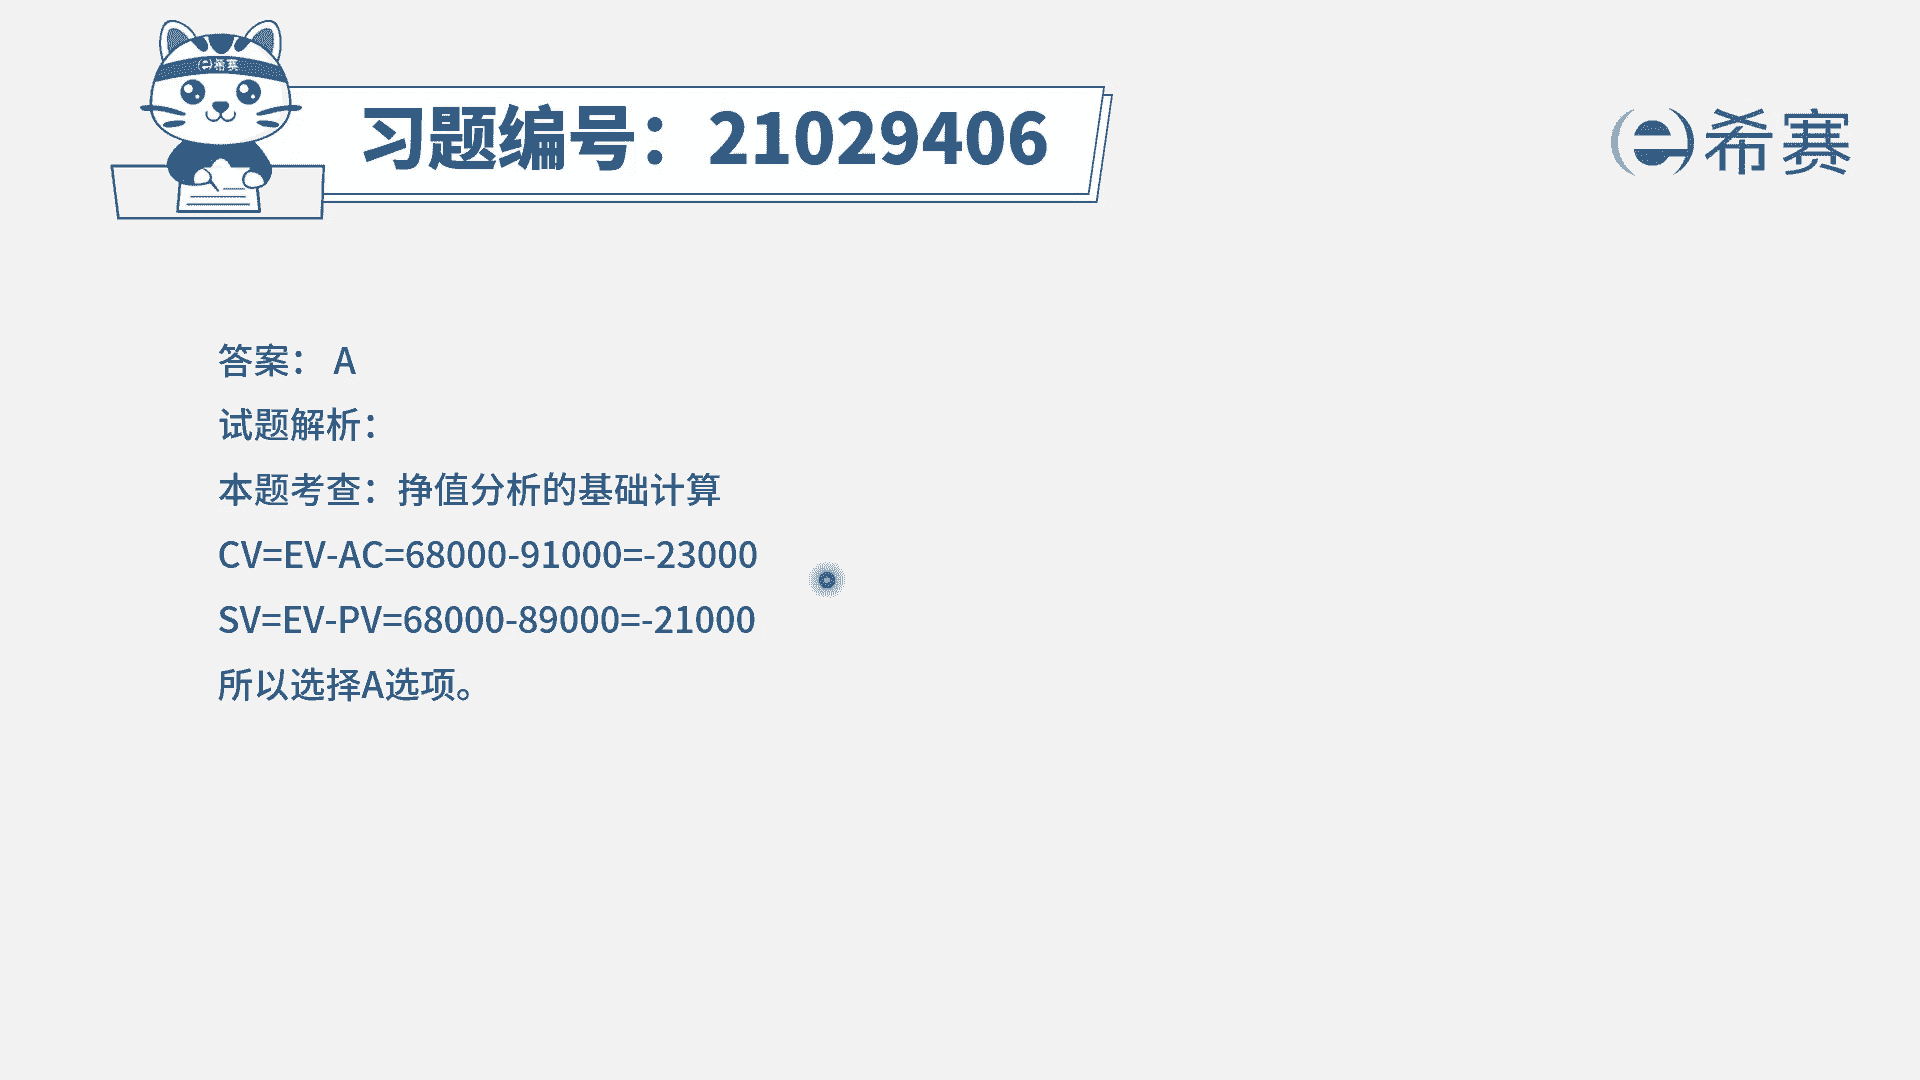 e希赛
习题编号：21029406
e希赛
答案： A
试题解析：
本题考查：挣值分析的基础计算
CV=EV-AC=68000-91000=-23000
SV=EV-PV=68000-89000=-21000
所以选择A选项。